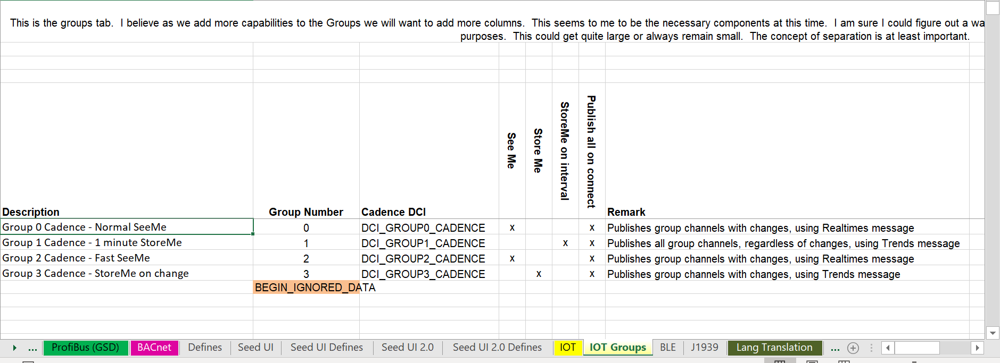 This is the groups tab.  I believe as we add more capabilities to the Groups we will want to add more columns.  This seems to me to be the necessary components at this time.  I am sure I could figure out a wa
purposes.  This could get quite large or always remain small.  The concept of separation is at least important.
Description Group Number Cadence DCI See Me Store Me StoreMe on interval Publish all on connect Remark
Group 0 Cadence - Normal SeeMe 0 DCI_GROUP0_CADENCE x x Publishes group channels with changes, using Realtimes message
Group 1 Cadence - 1 minute StoreMe 1 DCI_GROUP1_CADENCE x x Publishes all group channels, regardless of changes, using Trends message
Group 2 Cadence - Fast SeeMe 2 DCI_GROUP2_CADENCE x x Publishes group channels with changes, using Realtimes message
Group 3 Cadence - StoreMe on change 3 DCI_GROUP3_CADENCE x x Publishes group channels with changes, using Trends message
BEGIN_IGNORED_DATA
... ProfiBus (GSD) BACnet Defines Seed UI Seed UI Defines Seed UI 2.0 Seed UI 2.0 Defines IOT IOT Groups BLE J1939 Lang Translation ...